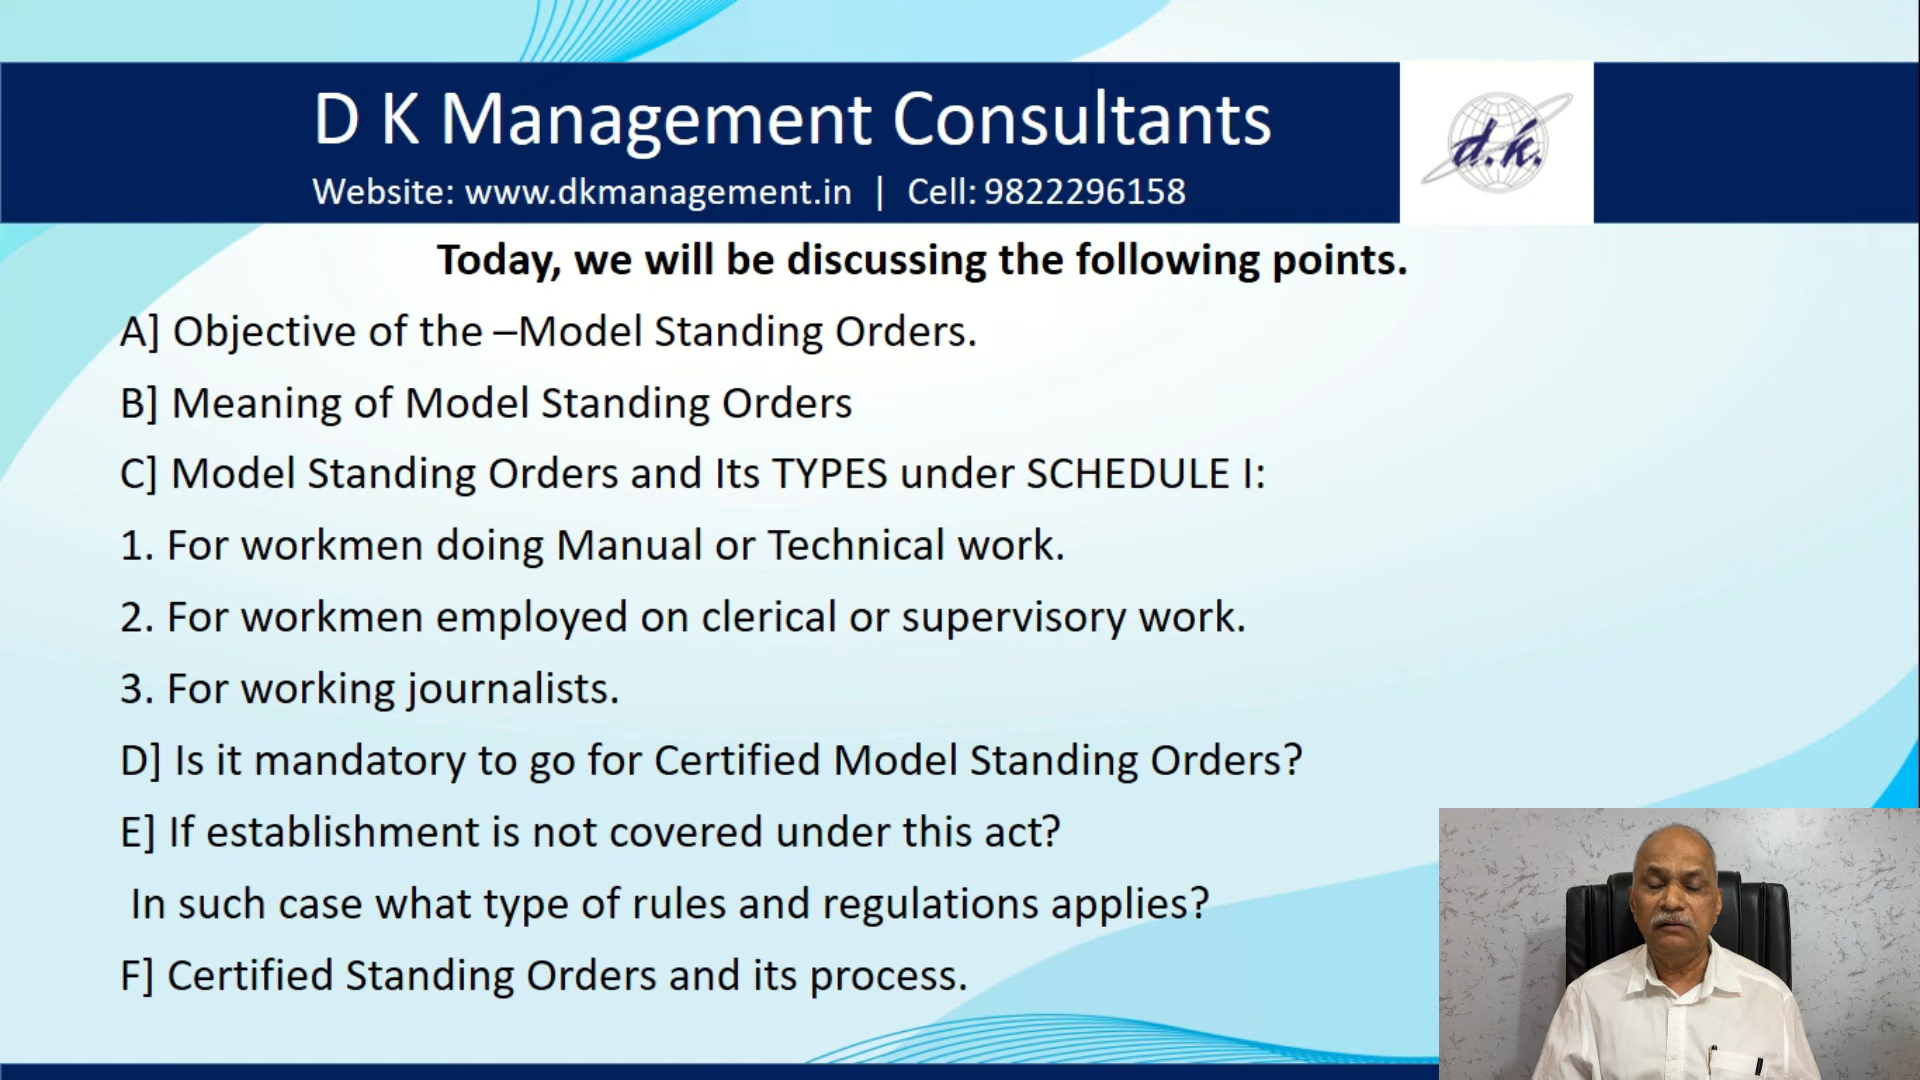 D K Management Consultants
Website: www.dkmanagement.in | Cell: 9822296158
d.k.
Today, we will be discussing the following points.
A] Objective of the –Model Standing Orders.
B] Meaning of Model Standing Orders
C] Model Standing Orders and Its TYPES under SCHEDULE I:
1. For workmen doing Manual or Technical work.
2. For workmen employed on clerical or supervisory work.
3. For working journalists.
D] Is it mandatory to go for Certified Model Standing Orders?
E] If establishment is not covered under this act?
In such case what type of rules and regulations applies?
F] Certified Standing Orders and its process.